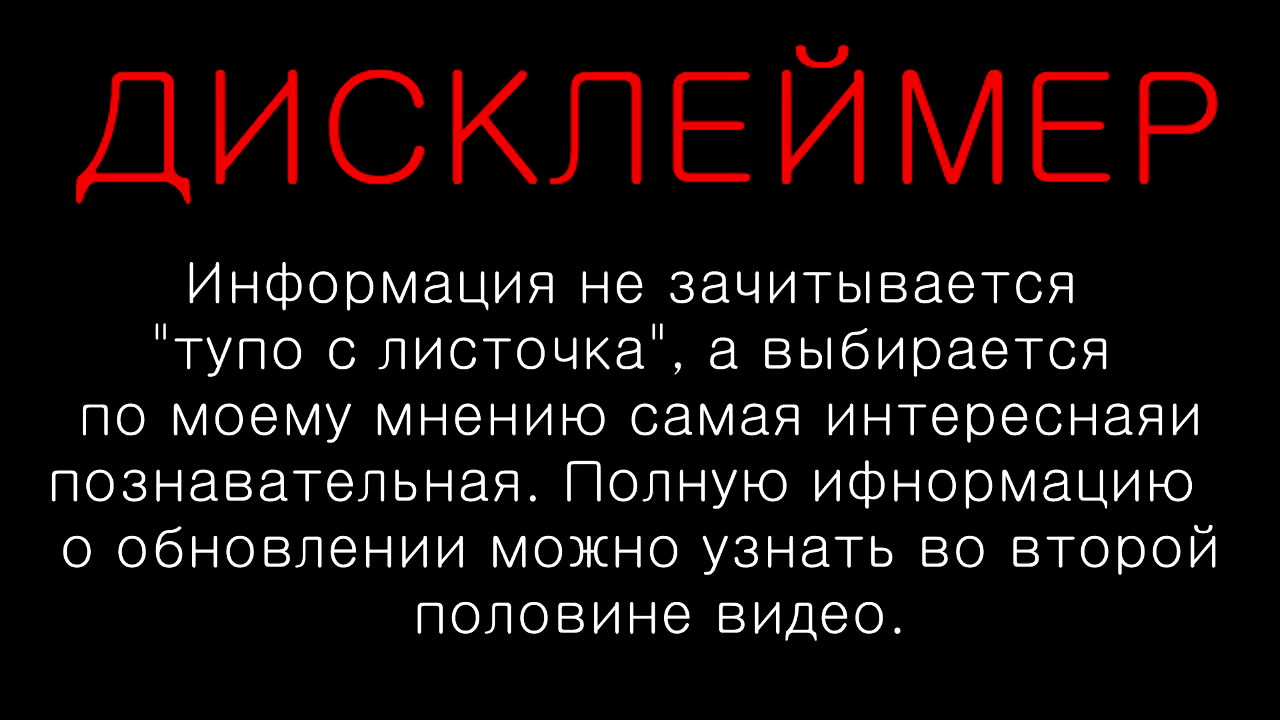 ДИСКЛЕЙМЕР
Информация не зачитывается
"тупо с листочка", а выбирается
по моему мнению самая интереснаяи
познавательная. Полную ифнормацию
о обновлении можно узнать во второй
половине видео.